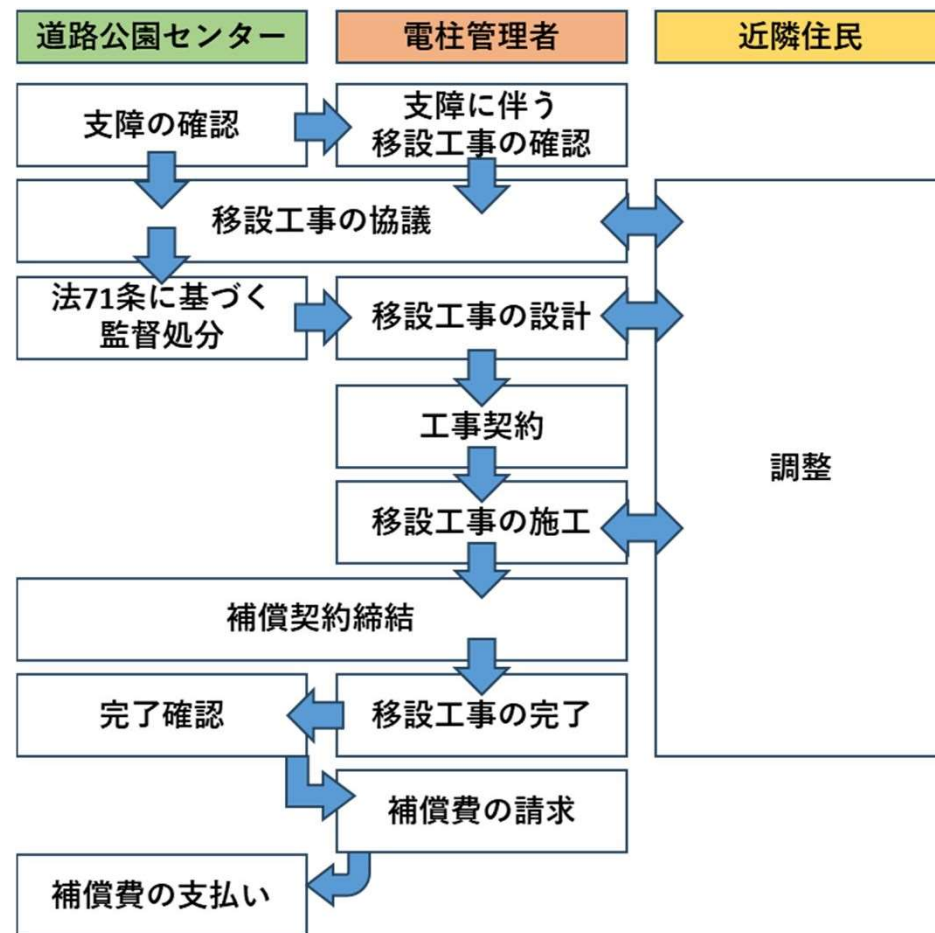 道路公園センター
電柱管理者
近隣住民
支障の確認
支障に伴う
移設工事の確認
移設工事の協議
法71条に基づく
監督処分
移設工事の設計
工事契約
調整
移設工事の施工
補償契約締結
完了確認
移設工事の完了
補償費の請求
補償費の支払い